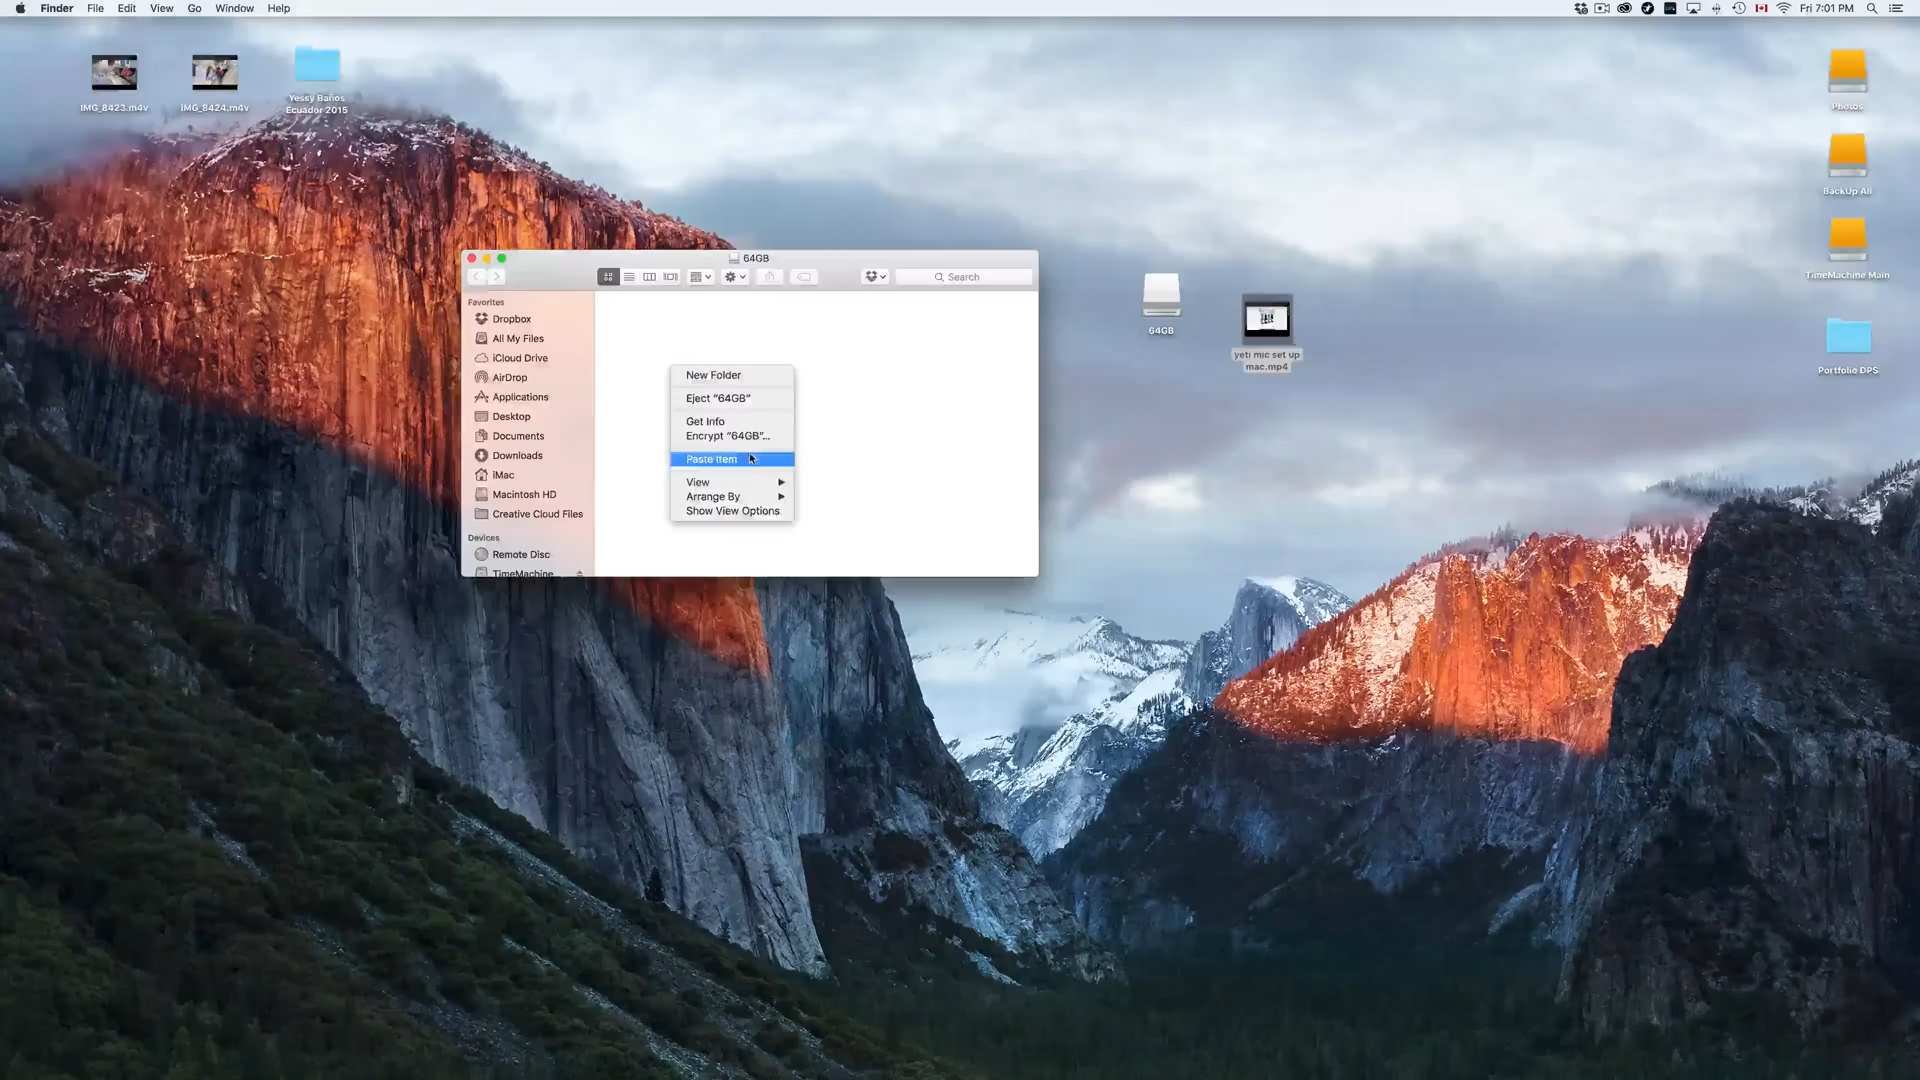 Finder File Edit View Go Window Help
Fri 7:01 PM
IMG_8423.m4v
IMG_8424.m4v
Yessy Baños
Ecuador 2015
Photos
BackUp All
TimeMachine Main
Portfolio DPS
64GB
yeti mic set up
mac.mp4
64GB
Search
Favorites
Dropbox
All My Files
iCloud Drive
AirDrop
Applications
Desktop
Documents
Downloads
iMac
Macintosh HD
Creative Cloud Files
Devices
Remote Disc
TimeMachine...
New Folder
Eject “64GB”
Get Info
Encrypt “64GB”...
Paste Item
View
Arrange By
Show View Options